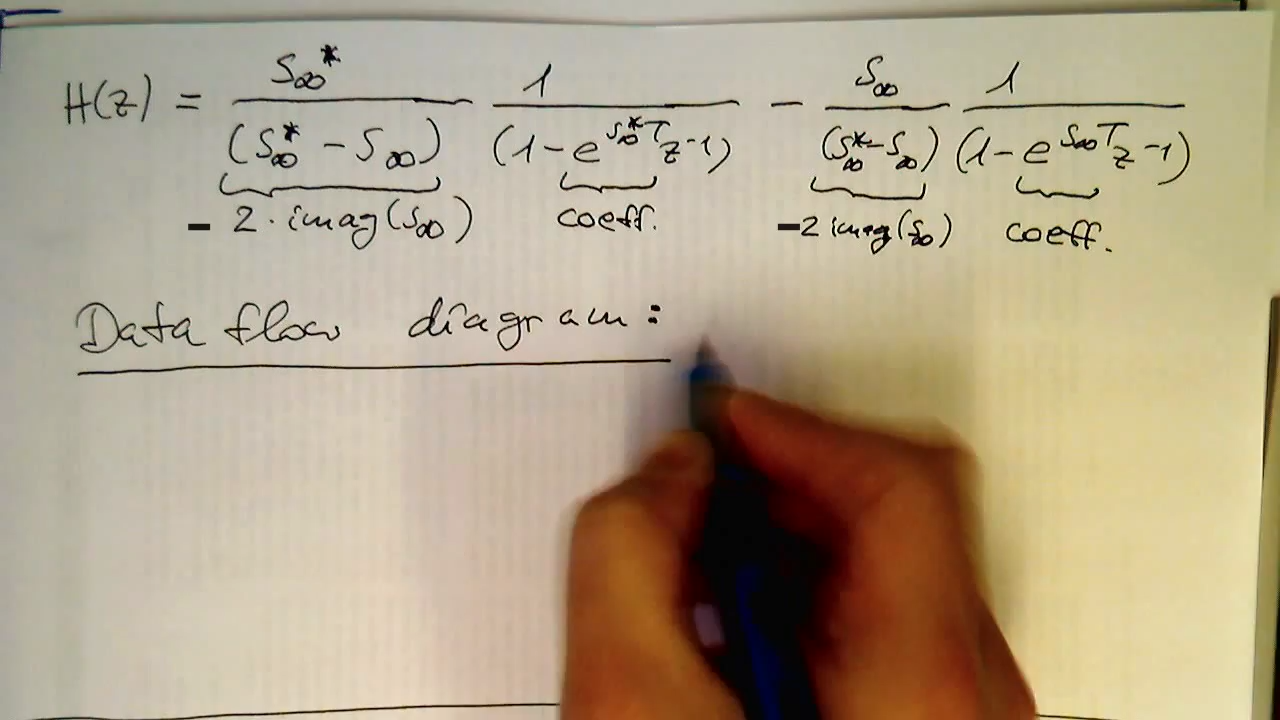 H(z) = S∞* / (S∞* - S∞) 1 / (1 - e^{S∞*T} z^{-1}) - S∞ / (S∞* - S∞) 1 / (1 - e^{S∞T} z^{-1})
- 2 · imag(S∞) coeff. -2 imag(S∞) coeff.
Data flow diagram: